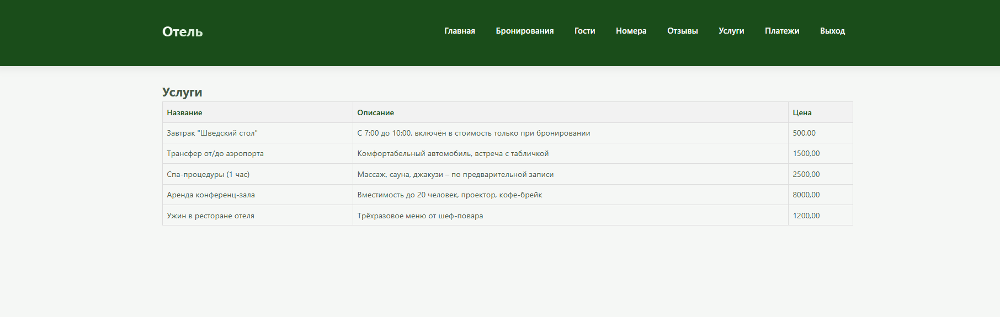 Отель
Главная Бронирования Гости Номера Отзывы Услуги Платежи Выход
Услуги
Название Описание Цена
Завтрак "Шведский стол" С 7:00 до 10:00, включён в стоимость только при бронировании 500,00
Трансфер от/до аэропорта Комфортабельный автомобиль, встреча с табличкой 1500,00
Спа-процедуры (1 час) Массаж, сауна, джакузи – по предварительной записи 2500,00
Аренда конференц-зала Вместимость до 20 человек, проектор, кофе-брейк 8000,00
Ужин в ресторане отеля Трёхразовое меню от шеф-повара 1200,00